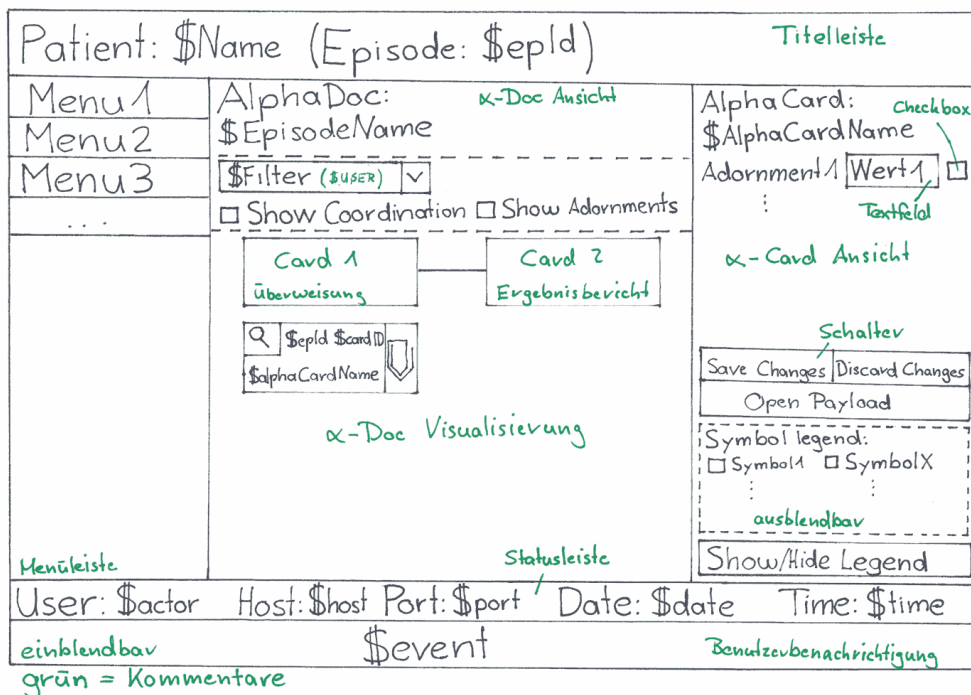 Patient: $Name (Episode: $epId)
Titelleiste
Menu1
Menu2
Menu3
...
Menüleiste
AlphaDoc:
α-Doc Ansicht
$EpisodeName
$Filter ($USER)
Show Coordination
Show Adornments
Card 1
Überweisung
Card 2
Ergebnisbericht
$epId $cardID
$alphaCardName
α-Doc Visualisierung
AlphaCard:
Checkbox
$AlphaCardName
Adornment1
Wert1
Textfeld
α-Card Ansicht
Schalter
Save Changes
Discard Changes
Open Payload
Symbol legend:
Symbol1
SymbolX
ausblendbar
Show/Hide Legend
Statusleiste
User: $actor Host: $host Port: $port Date: $date Time: $time
einblendbar
$event
Benutzerbenachrichtigung
grün = Kommentare